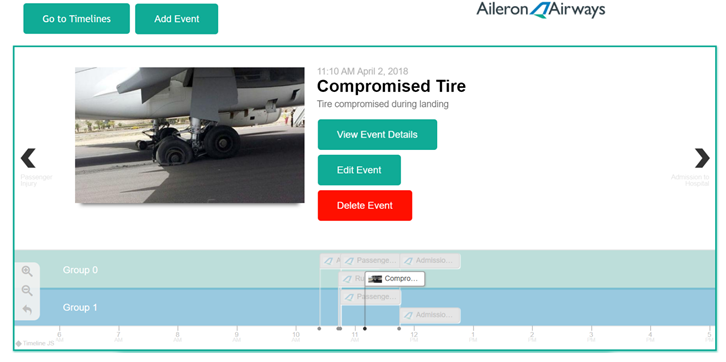 Go to Timelines
Add Event
Aileron Airways
11:10 AM April 2, 2018
Compromised Tire
Tire compromised during landing
View Event Details
Edit Event
Delete Event
Passenger
Injury
Admission to
Hospital
Group 0
Passenge...
Admissio...
Compro...
Group 1
Passenge...
Admissio...
6
7
8
9
10
11
12
1
2
3
4
5
Timeline JS